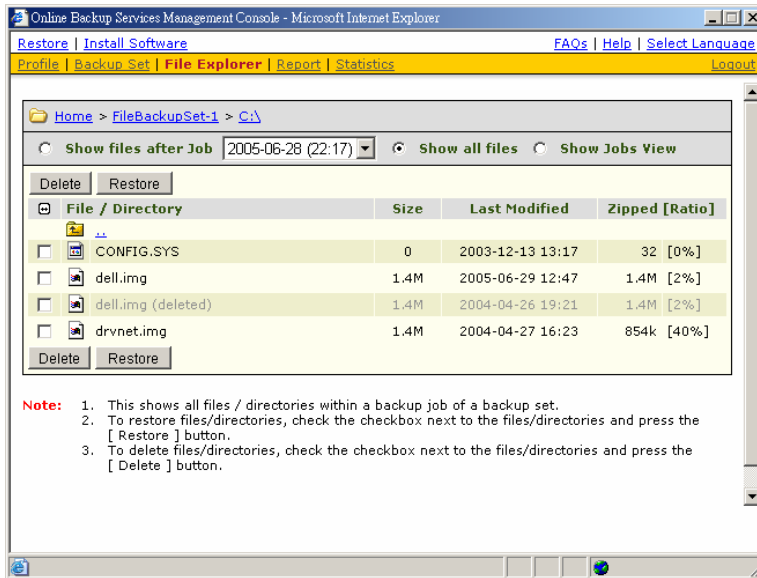 Online Backup Services Management Console - Microsoft Internet Explorer
Restore | Install Software FAQs | Help | Select Language
Profile | Backup Set | File Explorer | Report | Statistics Logout
Home > FileBackupSet-1 > C:\
Show files after Job 2005-06-28 (22:17) Show all files Show Jobs View
Delete Restore
File / Directory Size Last Modified Zipped [Ratio]
..
CONFIG.SYS 0 2003-12-13 13:17 32 [0%]
dell.img 1.4M 2005-06-29 12:47 1.4M [2%]
dell.img (deleted) 1.4M 2004-04-26 19:21 1.4M [2%]
drvnet.img 1.4M 2004-04-27 16:23 854k [40%]
Delete Restore
Note: 1. This shows all files / directories within a backup job of a backup set.
2. To restore files/directories, check the checkbox next to the files/directories and press the
[ Restore ] button.
3. To delete files/directories, check the checkbox next to the files/directories and press the
[ Delete ] button.